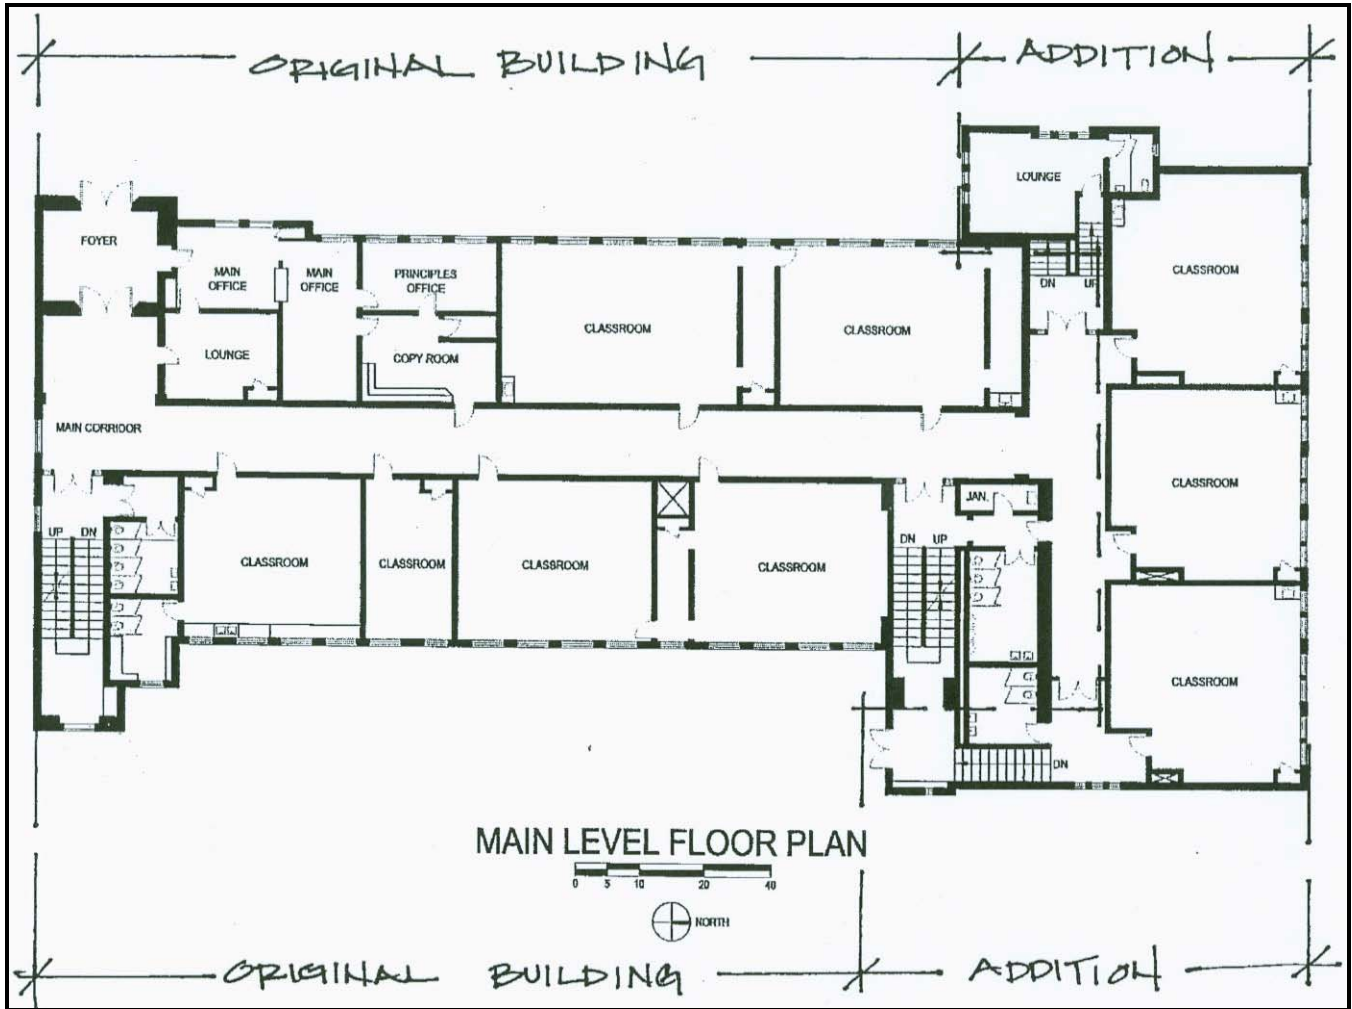 ORIGINAL BUILDING ADDITION
LOUNGE
FOYER
CLASSROOM
MAIN OFFICE
MAIN OFFICE
PRINCIPLES OFFICE
DN UP
CLASSROOM
CLASSROOM
LOUNGE
COPY ROOM
MAIN CORRIDOR
CLASSROOM
JAN.
UP DN
DN UP
CLASSROOM
CLASSROOM
CLASSROOM
CLASSROOM
CLASSROOM
DN
MAIN LEVEL FLOOR PLAN
0 5 10 20 40
NORTH
ORIGINAL BUILDING ADDITION